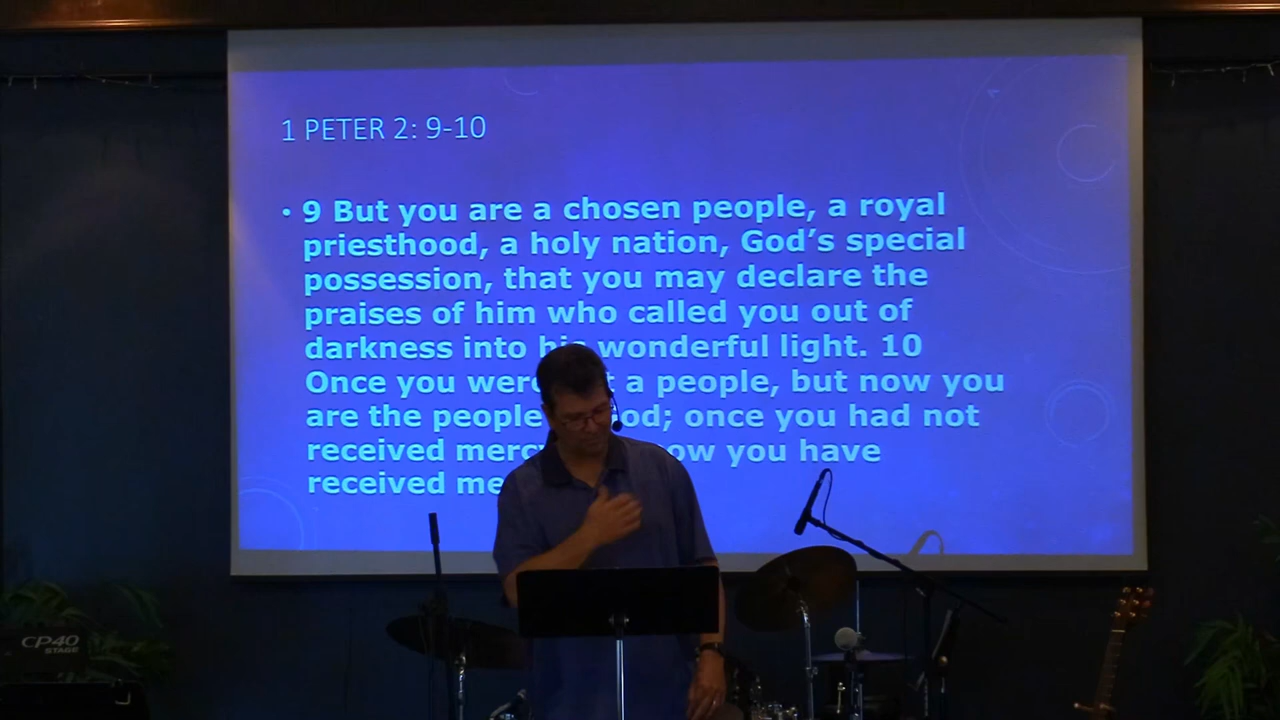 1 PETER 2: 9-10
• 9 But you are a chosen people, a royal
priesthood, a holy nation, God's special
possession, that you may declare the
praises of him who called you out of
darkness into his wonderful light. 10
Once you were a people, but now you
are the people God; once you had not
received mercy now you have
received
CP40
STAGE